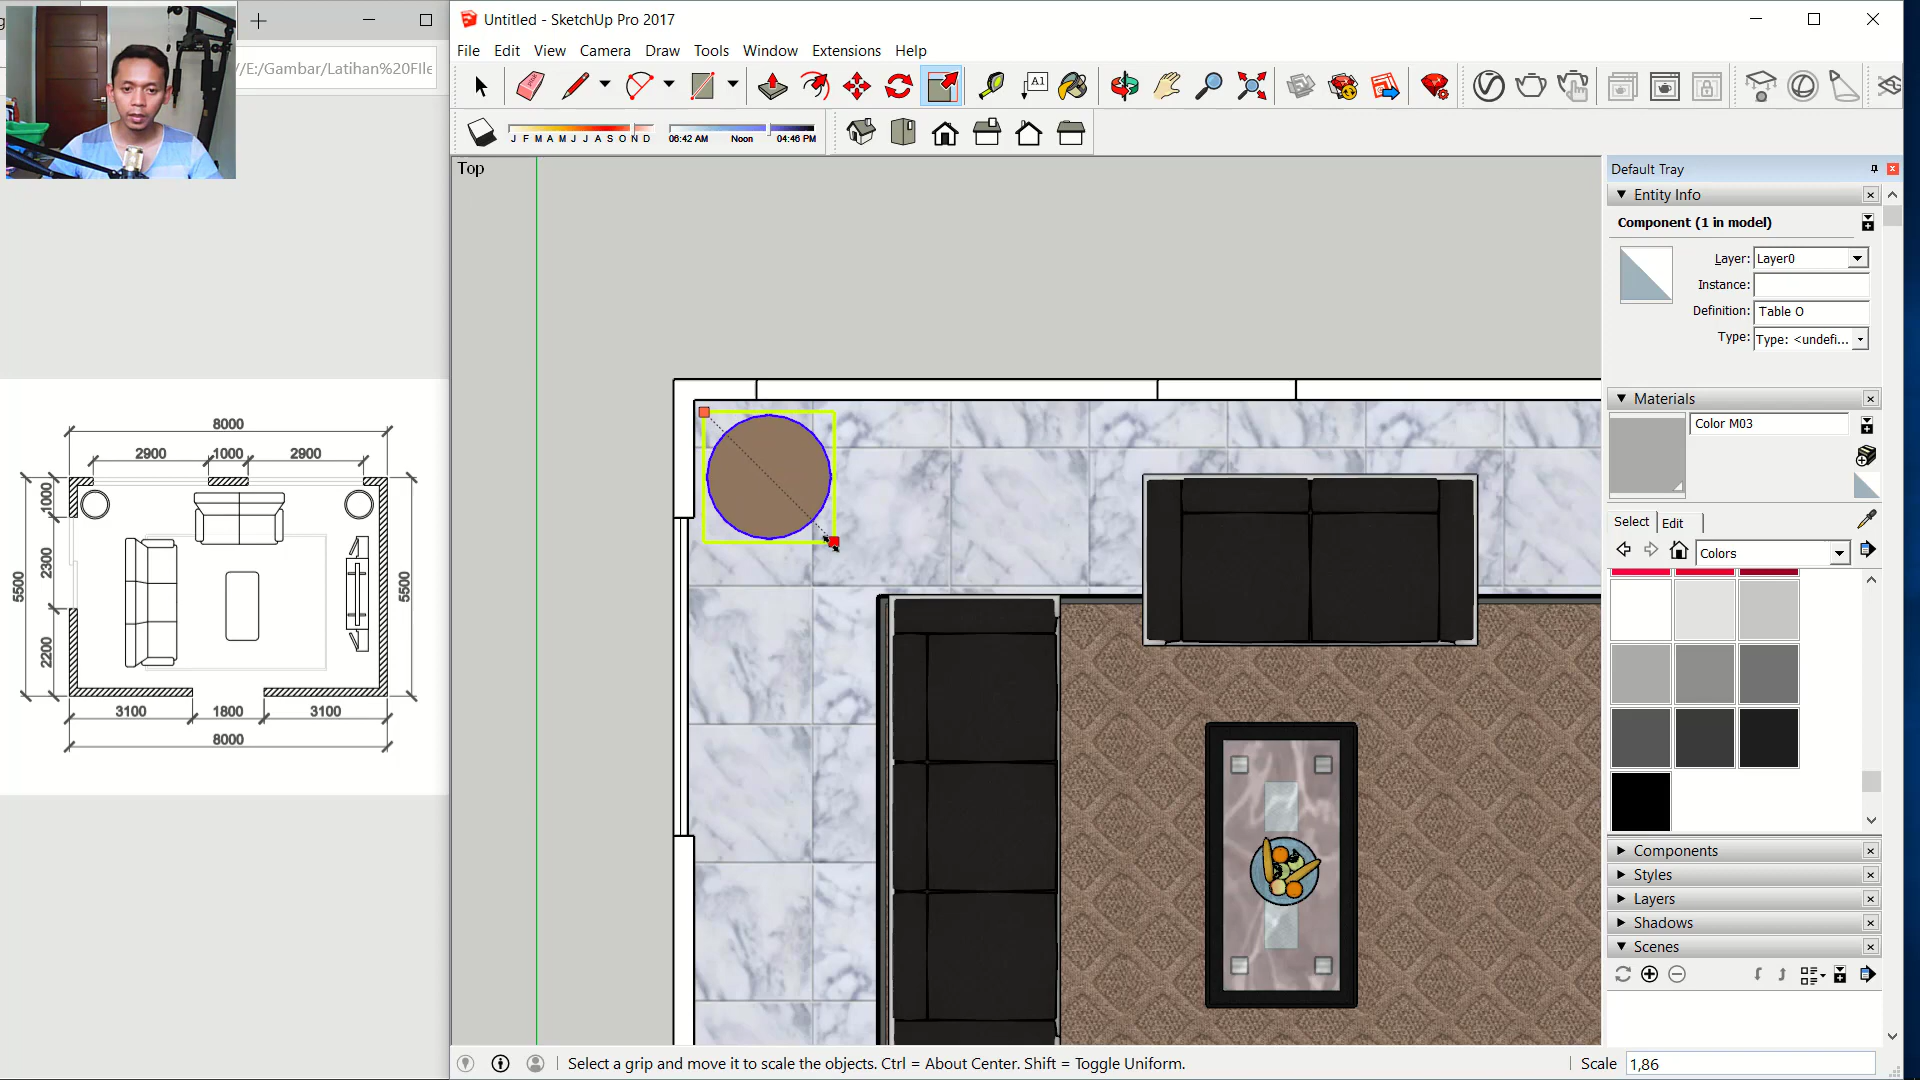 //E:/Gambar/Latihan%20FIle
Untitled - SketchUp Pro 2017
File Edit View Camera Draw Tools Window Extensions Help
A1
J F M A M J J A S O N D
06:42 AM Noon 04:46 PM
Top
Default Tray
Entity Info
Component (1 in model)
Layer: Layer0
Instance:
Definition: Table O
Type: Type: <undefi...
Materials
Color M03
Select Edit
Colors
Components
Styles
Layers
Shadows
Scenes
8000
2900 1000 2900
1000
2300
5500
5500
2200
3100 1800 3100
8000
Select a grip and move it to scale the objects. Ctrl = About Center. Shift = Toggle Uniform.
Scale 1,86